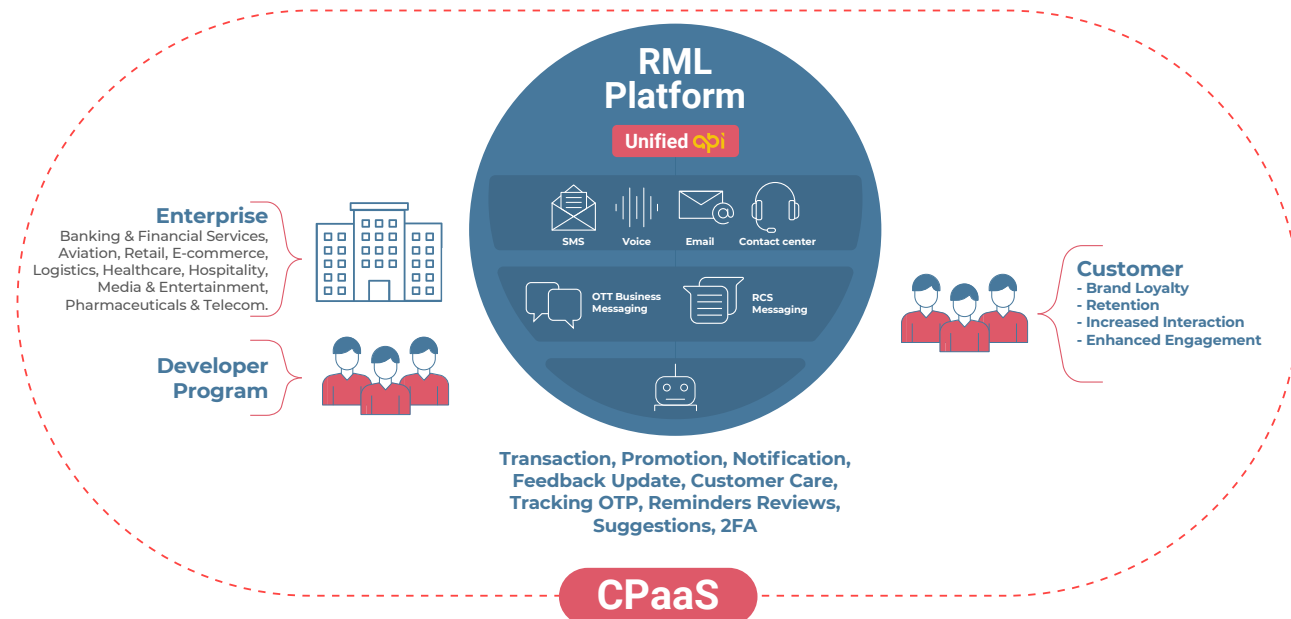 RML
Platform
Unified api
SMS
Voice
Email
Contact center
OTT Business
Messaging
RCS
Messaging
Enterprise
Banking & Financial Services,
Aviation, Retail, E-commerce,
Logistics, Healthcare, Hospitality,
Media & Entertainment,
Pharmaceuticals & Telecom.
Developer
Program
Customer
- Brand Loyalty
- Retention
- Increased Interaction
- Enhanced Engagement
Transaction, Promotion, Notification,
Feedback Update, Customer Care,
Tracking OTP, Reminders Reviews,
Suggestions, 2FA
CPaaS